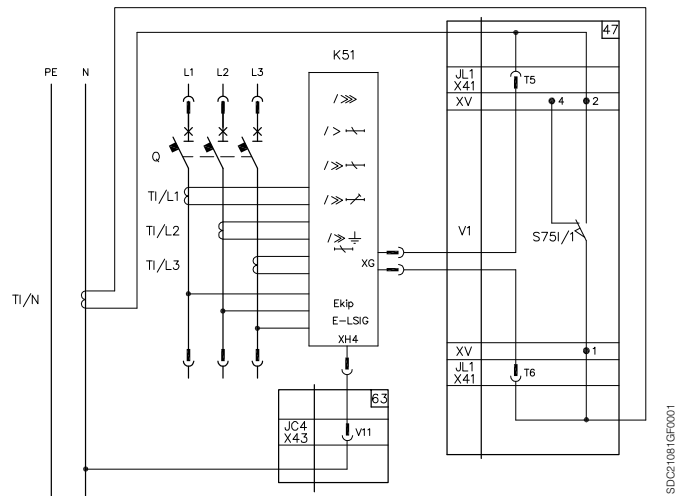 47
K51
PE N L1 L2 L3
JL1 X41 T5
XV 4 2
Q
TI/L1
TI/L2
TI/L3
V1
S75I/1
XG
TI/N
Ekip
E-LSIG
XH4
XV 1
JL1 X41 T6
63
JC4 X43 V11
SDC21081GF0001